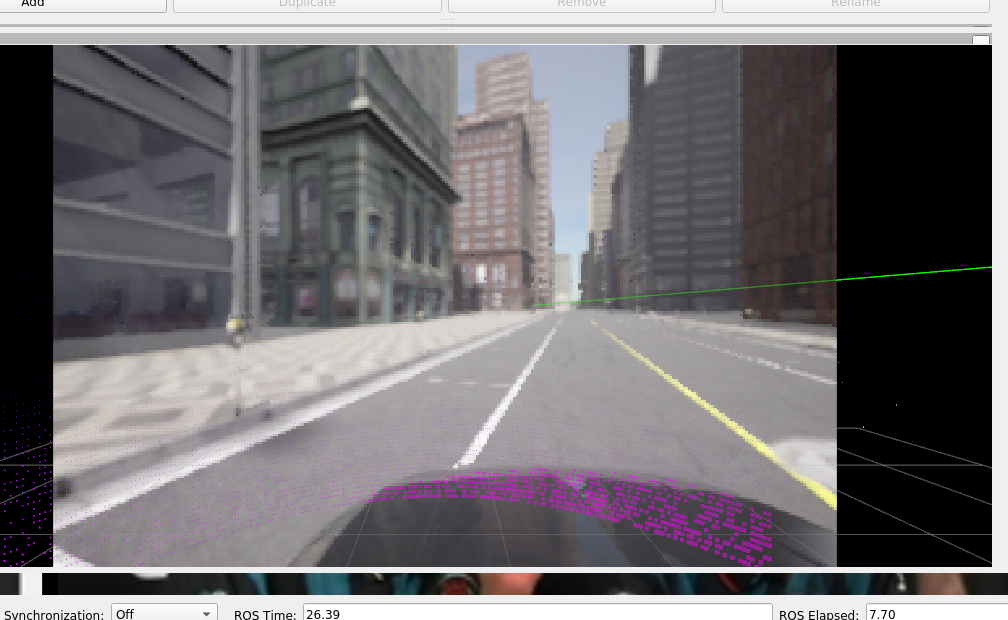 Add Duplicate Remove Rename
Synchronization: Off ROS Time: 26.39 ROS Elapsed: 7.70